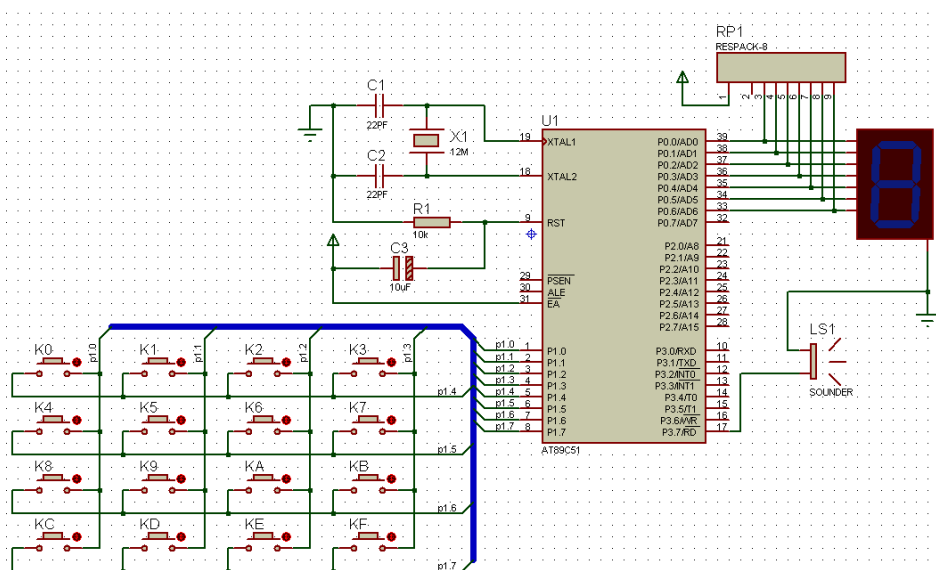 RP1
RESPACK-8
1
2
3
4
5
6
7
8
9
C1
22PF
X1
12M
C2
22PF
R1
10k
C3
10uF
U1
19
XTAL1
18
XTAL2
9
RST
29
PSEN
30
ALE
31
EA
p1.0 1 P1.0
p1.1 2 P1.1
p1.2 3 P1.2
p1.3 4 P1.3
p1.4 5 P1.4
p1.5 6 P1.5
p1.6 7 P1.6
p1.7 8 P1.7
P0.0/AD0 39
P0.1/AD1 38
P0.2/AD2 37
P0.3/AD3 36
P0.4/AD4 35
P0.5/AD5 34
P0.6/AD6 33
P0.7/AD7 32
P2.0/A8 21
P2.1/A9 22
P2.2/A10 23
P2.3/A11 24
P2.4/A12 25
P2.5/A13 26
P2.6/A14 27
P2.7/A15 28
P3.0/RXD 10
P3.1/TXD 11
P3.2/INT0 12
P3.3/INT1 13
P3.4/T0 14
P3.5/T1 15
P3.6/WR 16
P3.7/RD 17
AT89C51
LS1
SOUNDER
p1.0
p1.1
p1.2
p1.3
K0 K1 K2 K3
p1.4
K4 K5 K6 K7
p1.5
K8 K9 KA KB
p1.6
KC KD KE KF
p1.7